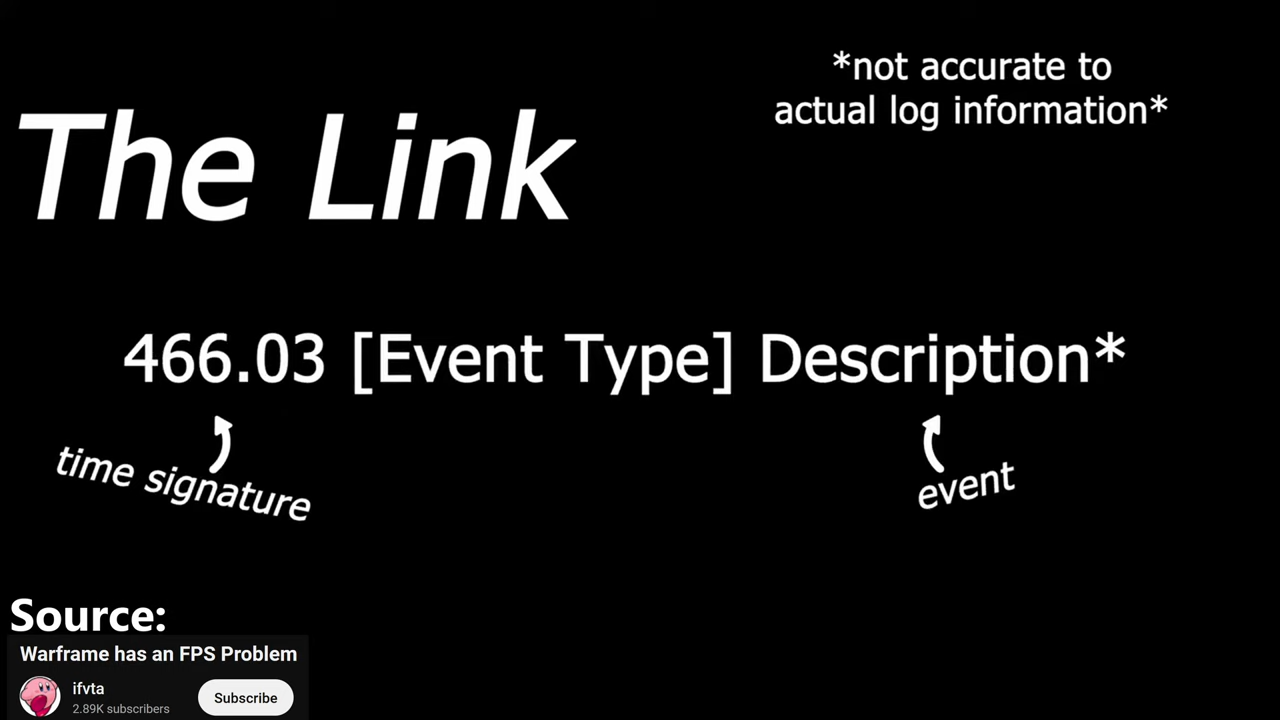 *not accurate to
actual log information*
The Link
466.03 [Event Type] Description*
time signature
event
Source:
Warframe has an FPS Problem
ifvta
2.89K subscribers
Subscribe